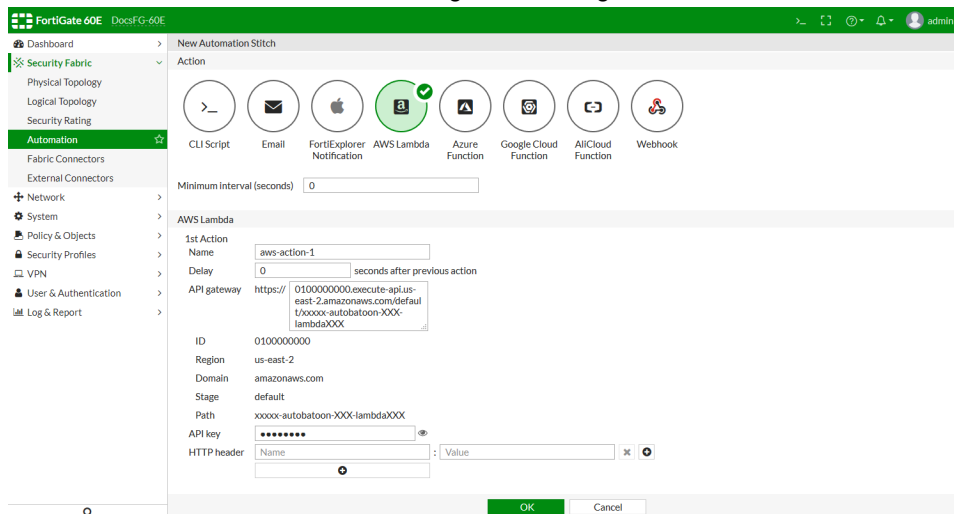 FortiGate 60E DocsFG-60E
admin
Dashboard
Security Fabric
Physical Topology
Logical Topology
Security Rating
Automation
Fabric Connectors
External Connectors
Network
System
Policy & Objects
Security Profiles
VPN
User & Authentication
Log & Report
New Automation Stitch
Action
CLI Script
Email
FortiExplorer
Notification
AWS Lambda
Azure
Function
Google Cloud
Function
AliCloud
Function
Webhook
Minimum interval (seconds) 0
AWS Lambda
1st Action
Name aws-action-1
Delay 0 seconds after previous action
API gateway https:// 0100000000.execute-api.us-
east-2.amazonaws.com/defaul
t/xxxxx-autobatoon-XXX-
lambdaXXX
ID 0100000000
Region us-east-2
Domain amazonaws.com
Stage default
Path xxxxx-autobatoon-XXX-lambdaXXX
API key ●●●●●●●●
HTTP header Name : Value
OK Cancel